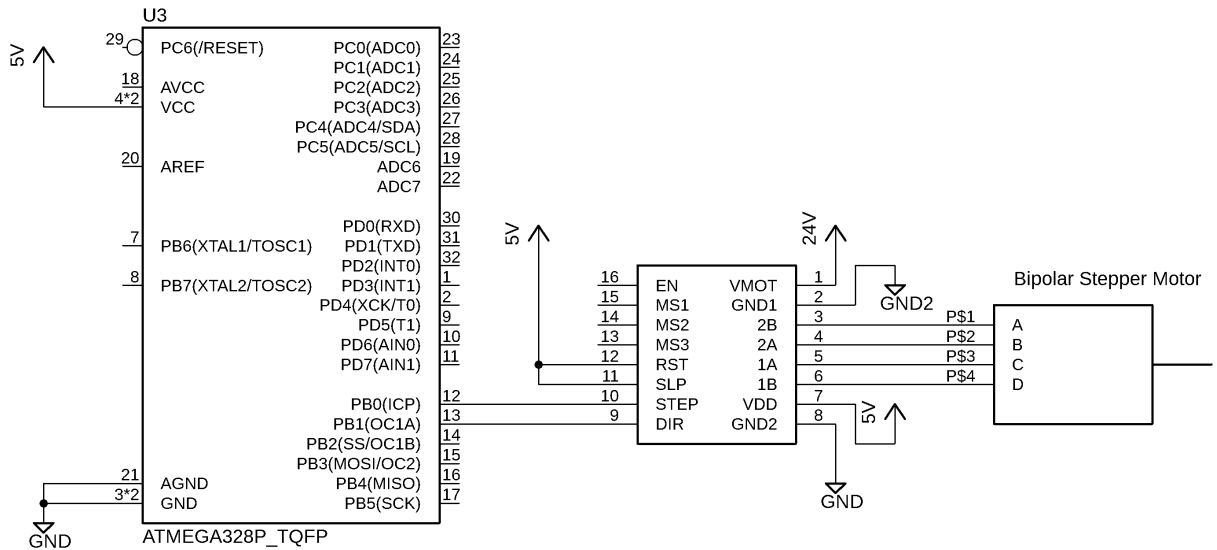 U3
5V
29 PC6(/RESET) PC0(ADC0) 23
PC1(ADC1) 24
18 AVCC PC2(ADC2) 25
4*2 VCC PC3(ADC3) 26
PC4(ADC4/SDA) 27
PC5(ADC5/SCL) 28
20 AREF ADC6 19
ADC7 22
PD0(RXD) 30
7 PB6(XTAL1/TOSC1) PD1(TXD) 31
PD2(INT0) 32
8 PB7(XTAL2/TOSC2) PD3(INT1) 1
PD4(XCK/T0) 2
PD5(T1) 9
PD6(AIN0) 10
PD7(AIN1) 11
PB0(ICP) 12
PB1(OC1A) 13
PB2(SS/OC1B) 14
PB3(MOSI/OC2) 15
21 AGND PB4(MISO) 16
3*2 GND PB5(SCK) 17
GND
ATMEGA328P_TQFP
5V
24V
16 EN VMOT 1
15 MS1 GND1 2
14 MS2 2B 3
13 MS3 2A 4
12 RST 1A 5
11 SLP 1B 6
10 STEP VDD 7
9 DIR GND2 8
GND2
5V
GND
Bipolar Stepper Motor
P$1 A
P$2 B
P$3 C
P$4 D